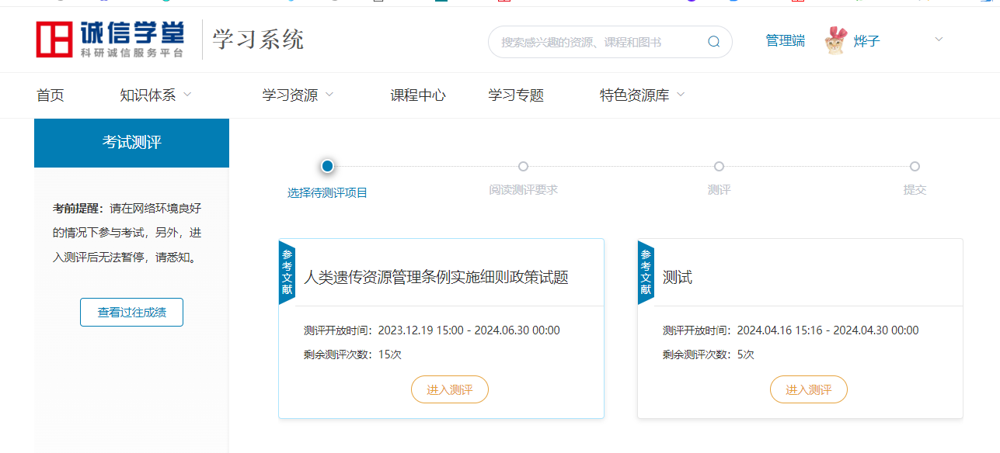 诚信学堂
科研诚信服务平台
学习系统
搜索感兴趣的资源、课程和图书
管理端
烨子
首页
知识体系
学习资源
课程中心
学习专题
特色资源库
考试测评
考前提醒：请在网络环境良好
的情况下参与考试，另外，进
入测评后无法暂停，请悉知。
查看过往成绩
选择待测评项目
阅读测评要求
测评
提交
参考文献
人类遗传资源管理条例实施细则政策试题
测评开放时间：2023.12.19 15:00 - 2024.06.30 00:00
剩余测评次数：15次
进入测评
参考文献
测试
测评开放时间：2024.04.16 15:16 - 2024.04.30 00:00
剩余测评次数：5次
进入测评